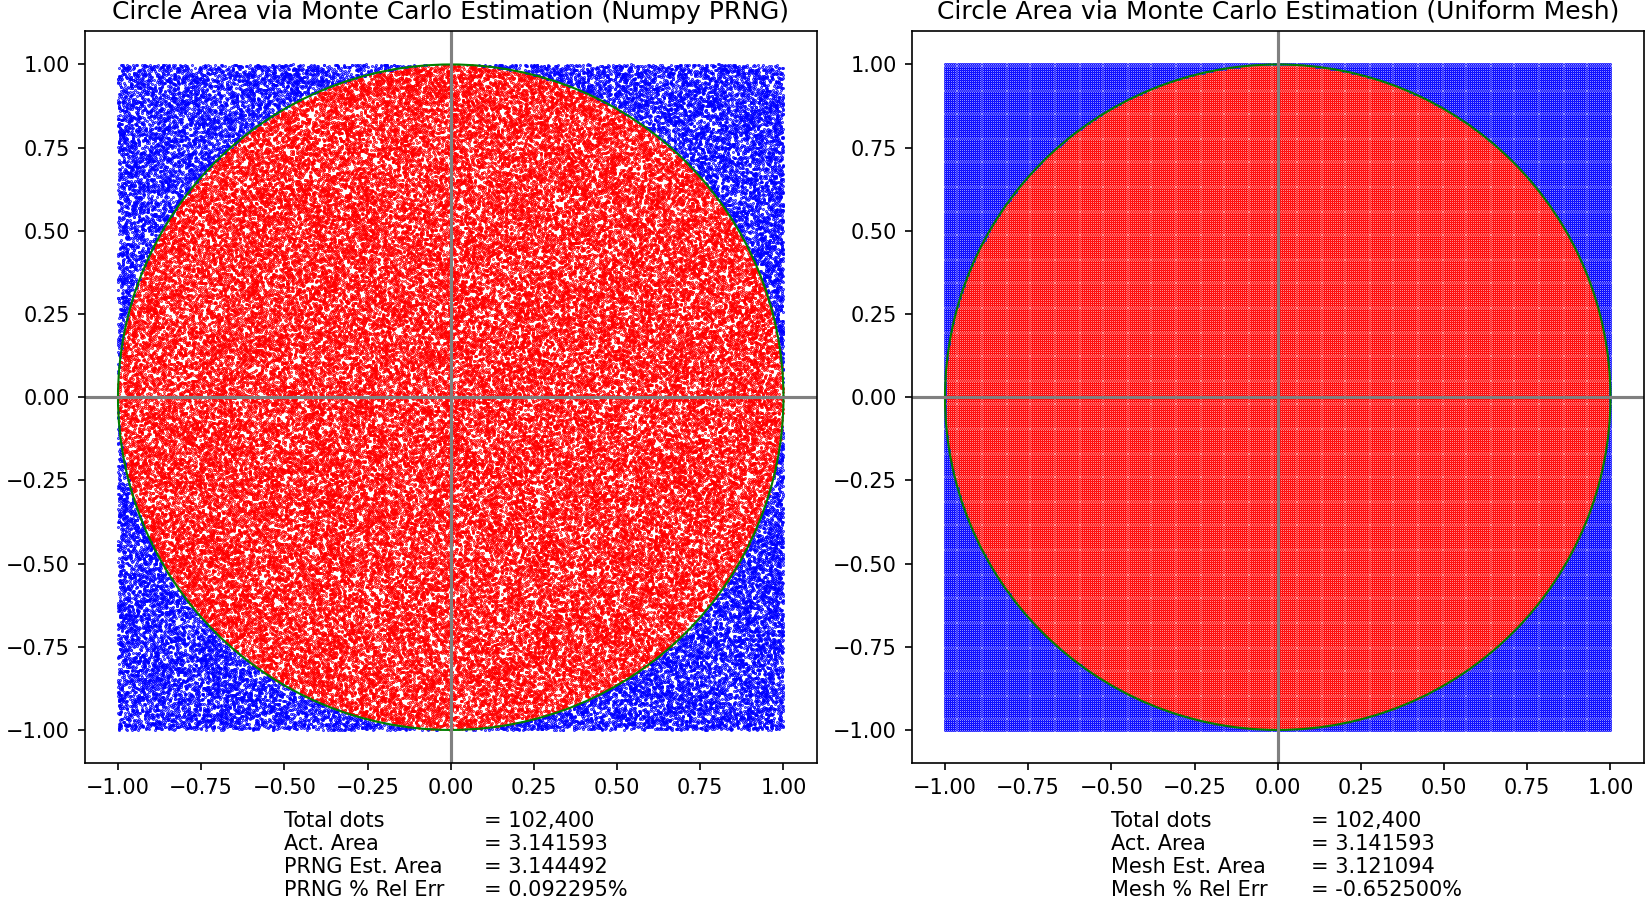 Circle Area via Monte Carlo Estimation (Numpy PRNG)
1.00
0.75
0.50
0.25
0.00
−0.25
−0.50
−0.75
−1.00
−1.00 −0.75 −0.50 −0.25 0.00 0.25 0.50 0.75 1.00
Total dots = 102,400
Act. Area = 3.141593
PRNG Est. Area = 3.144492
PRNG % Rel Err = 0.092295%
Circle Area via Monte Carlo Estimation (Uniform Mesh)
1.00
0.75
0.50
0.25
0.00
−0.25
−0.50
−0.75
−1.00
−1.00 −0.75 −0.50 −0.25 0.00 0.25 0.50 0.75 1.00
Total dots = 102,400
Act. Area = 3.141593
Mesh Est. Area = 3.121094
Mesh % Rel Err = -0.652500%